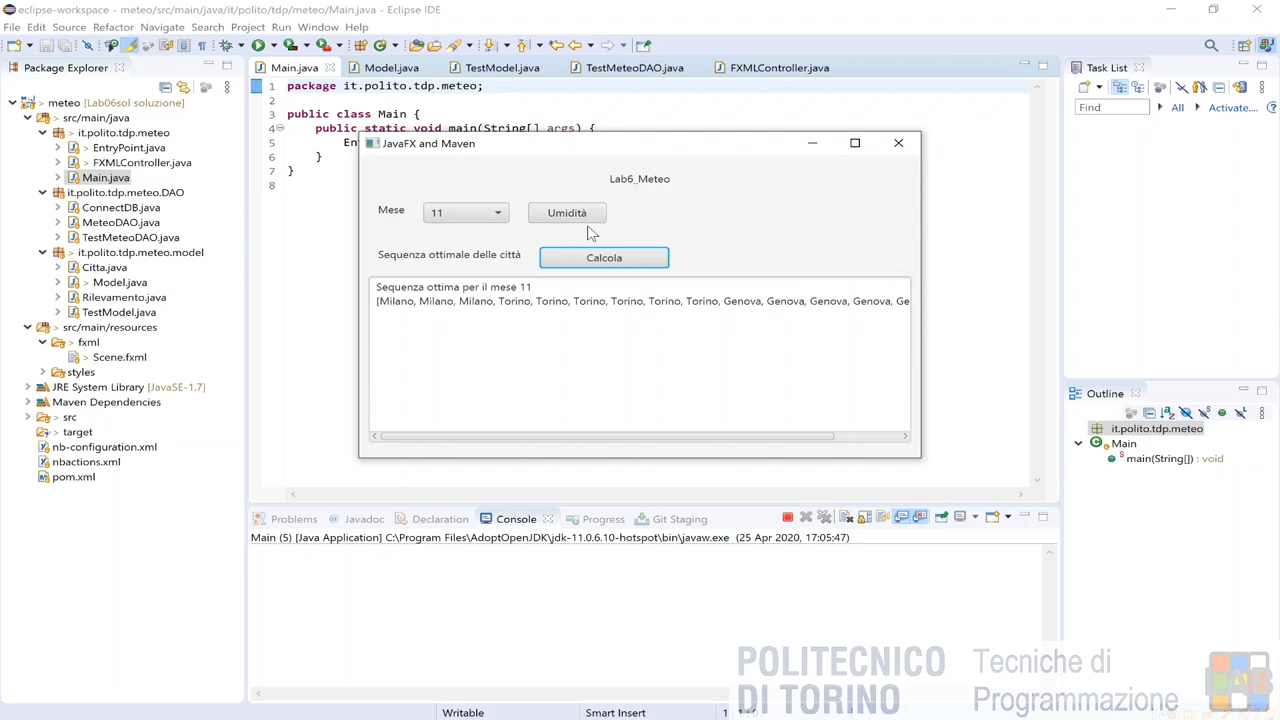 eclipse-workspace - meteo/src/main/java/it/polito/tdp/meteo/Main.java - Eclipse IDE
File Edit Source Refactor Navigate Search Project Run Window Help
Package Explorer
meteo [Lab06sol soluzione]
src/main/java
it.polito.tdp.meteo
EntryPoint.java
FXMLController.java
Main.java
it.polito.tdp.meteo.DAO
ConnectDB.java
MeteoDAO.java
TestMeteoDAO.java
it.polito.tdp.meteo.model
Citta.java
Model.java
Rilevamento.java
TestModel.java
src/main/resources
fxml
Scene.fxml
styles
JRE System Library [JavaSE-1.7]
Maven Dependencies
src
target
nb-configuration.xml
nbactions.xml
pom.xml
Main.java Model.java TestModel.java TestMeteoDAO.java FXMLController.java
1 package it.polito.tdp.meteo;
2
3 public class Main {
4 public static void main(String[] args) {
5 En
6 }
7 }
8
JavaFX and Maven
Lab6_Meteo
Mese 11 Umidità
Sequenza ottimale delle città Calcola
Sequenza ottima per il mese 11
[Milano, Milano, Milano, Torino, Torino, Torino, Torino, Torino, Torino, Genova, Genova, Genova, Genova, Ge
Task List
Find All Activate...
Outline
it.polito.tdp.meteo
Main
main(String[]) : void
Problems Javadoc Declaration Console Progress Git Staging
Main (5) [Java Application] C:\Program Files\AdoptOpenJDK\jdk-11.0.6.10-hotspot\bin\javaw.exe (25 Apr 2020, 17:05:47)
POLITECNICO
DI TORINO
Tecniche di
Programmazione
LAB
Writable Smart Insert